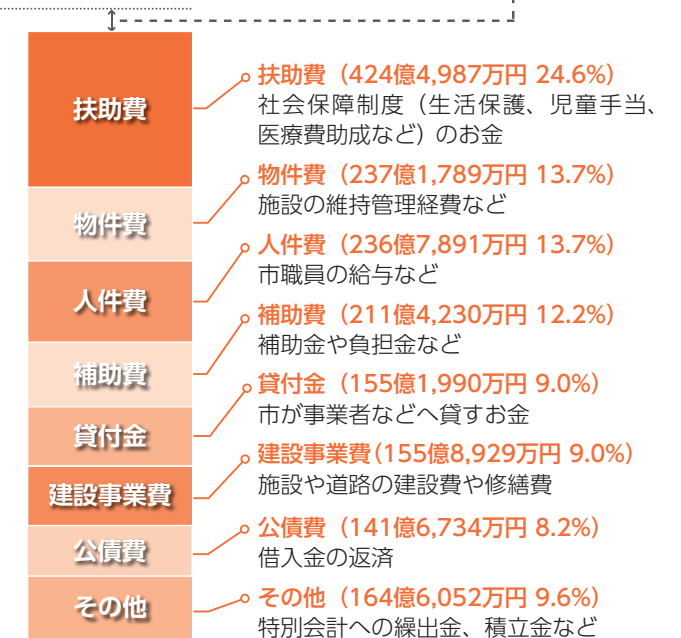 扶助費
扶助費（424億4,987万円 24.6%）
社会保障制度（生活保護、児童手当、
医療費助成など）のお金
物件費
物件費（237億1,789万円 13.7%）
施設の維持管理経費など
人件費
人件費（236億7,891万円 13.7%）
市職員の給与など
補助費
補助費（211億4,230万円 12.2%）
補助金や負担金など
貸付金
貸付金（155億1,990万円 9.0%）
市が事業者などへ貸すお金
建設事業費
建設事業費（155億8,929万円 9.0%）
施設や道路の建設費や修繕費
公債費
公債費（141億6,734万円 8.2%）
借入金の返済
その他
その他（164億6,052万円 9.6%）
特別会計への繰出金、積立金など